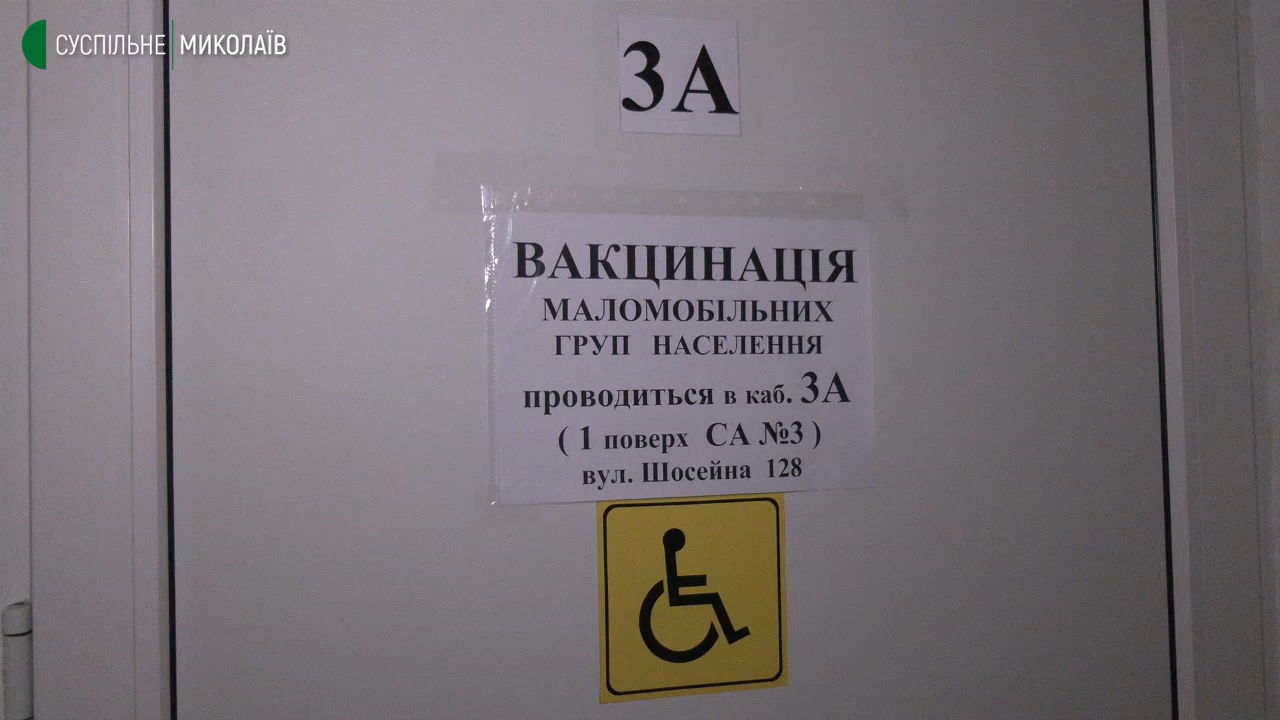 СУСПІЛЬНЕ МИКОЛАЇВ
3А
ВАКЦИНАЦІЯ
МАЛОМОБІЛЬНИХ
ГРУП НАСЕЛЕННЯ
проводиться в каб. 3А
( 1 поверх СА №3 )
вул. Шосейна 128